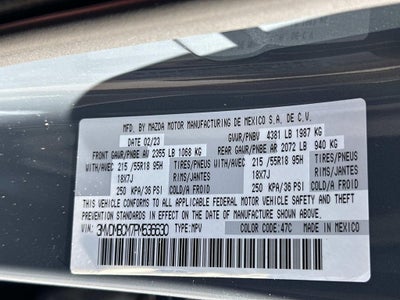 MFD. BY MAZDA MOTOR MANUFACTURING DE MEXICO S.A. DE C.V.
DATE 02/23 GVWR/PNBV 4381 LB 1987 KG
FRONT GAWR/PNBE AV 2355 LB 1068 KG REAR GAWR/PNBE AR 2072 LB 940 KG
WITH/AVEC 215 /55R18 95H TIRES/PNEUS WITH/AVEC 215 /55R18 95H TIRES/PNEUS
18X7J RIMS/JANTES 18X7J RIMS/JANTES
250 KPA/36 PSI COLD/A FROID 250 KPA/36 PSI COLD/A FROID
THIS VEHICLE CONFORMS TO ALL APPLICABLE FEDERAL MOTOR VEHICLE SAFETY AND THEFT
PREVENTION STANDARDS IN EFFECT ON THE DATE OF MANUFACTURE SHOWN ABOVE.
VIN: TYPE:MPV COLOR CODE:47C MADE IN MEXICO